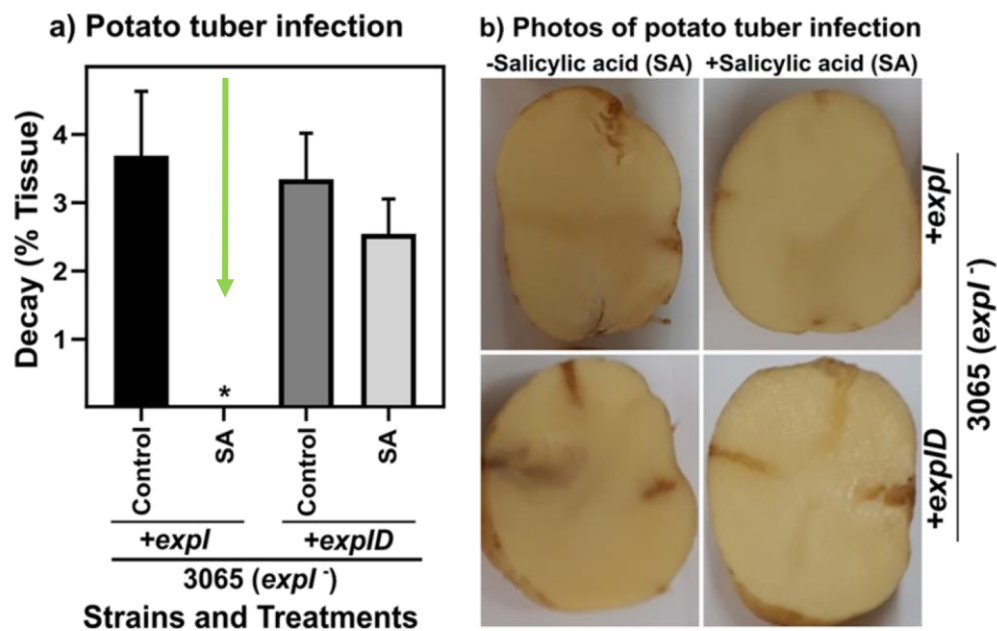 a) Potato tuber infection
Decay (% Tissue)
4
3
2
1
*
Control
SA
Control
SA
+expI
+expID
3065 (expI -)
Strains and Treatments
b) Photos of potato tuber infection
-Salicylic acid (SA) +Salicylic acid (SA)
+expI
+expID
3065 (expI -)